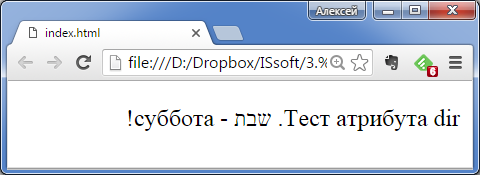 Алексей
index.html
file:///D:/Dropbox/ISsoft/3.%
6
Тест атрибута dir. שבת - суббота!